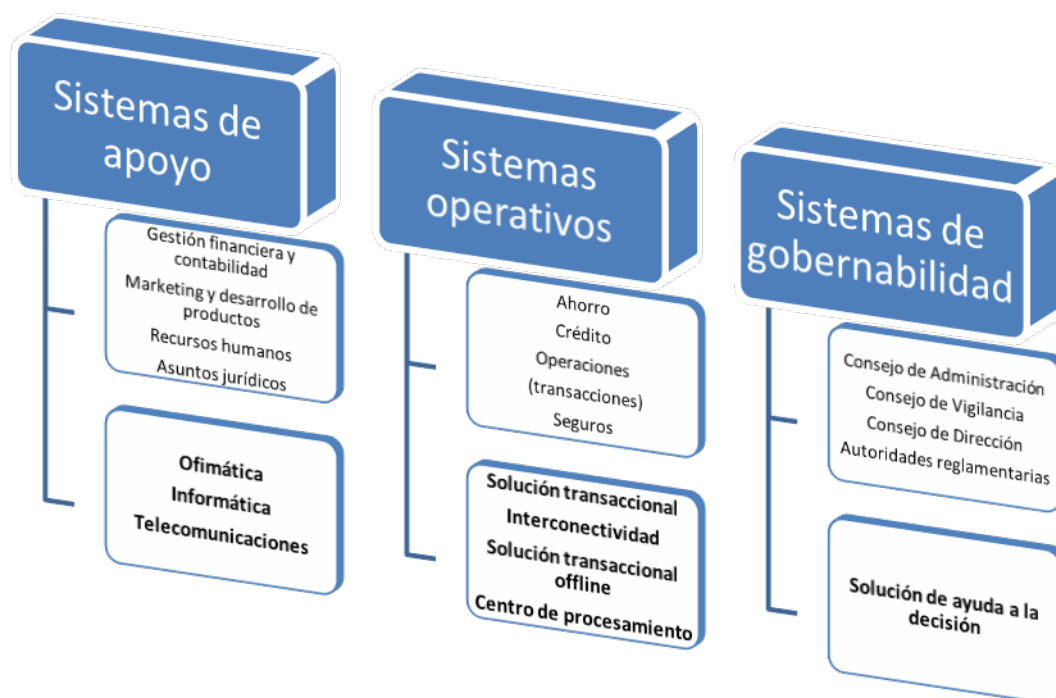 Sistemas de
apoyo
Gestión financiera y
contabilidad
Marketing y desarrollo de
productos
Recursos humanos
Asuntos jurídicos
Ofimática
Informática
Telecomunicaciones
Sistemas
operativos
Ahorro
Crédito
Operaciones
(transacciones)
Seguros
Solución transaccional
Interconectividad
Solución transaccional
offline
Centro de procesamiento
Sistemas de
gobernabilidad
Consejo de Administración
Consejo de Vigilancia
Consejo de Dirección
Autoridades reglamentarias
Solución de ayuda a la
decisión